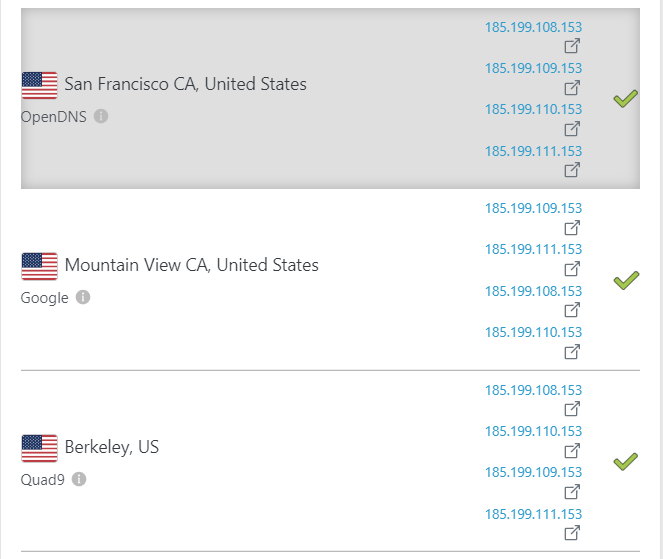 185.199.108.153
185.199.109.153
San Francisco CA, United States
185.199.110.153
OpenDNS
185.199.111.153
185.199.109.153
185.199.111.153
Mountain View CA, United States
185.199.108.153
Google
185.199.110.153
185.199.108.153
185.199.110.153
Berkeley, US
185.199.109.153
Quad9
185.199.111.153